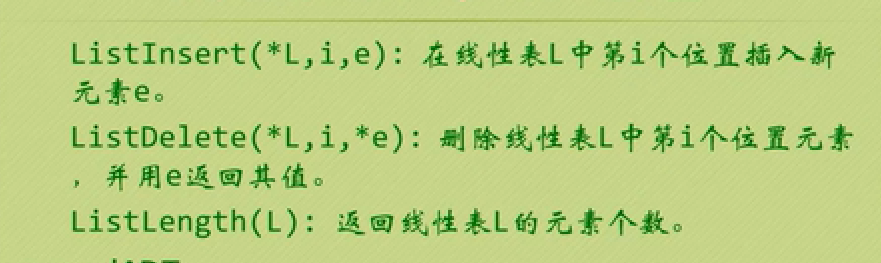 ListInsert(*L,i,e): 在线性表L中第i个位置插入新
元素e。
ListDelete(*L,i,*e): 删除线性表L中第i个位置元素
，并用e返回其值。
ListLength(L): 返回线性表L的元素个数。